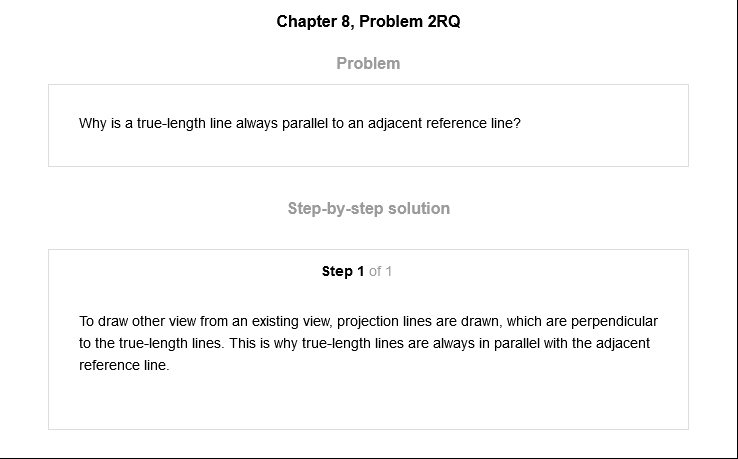 Chapter 8, Problem 2RQ
Problem
Why is a true-length line always parallel to an adjacent reference line?
Step-by-step solution
Step 1 of 1
To draw other view from an existing view, projection lines are drawn, which are perpendicular
to the true-length lines. This is why true-length lines are always in parallel with the adjacent
reference line.